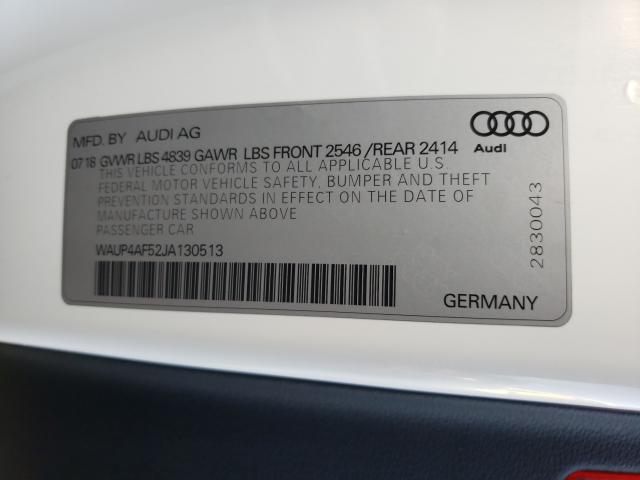 MFD. BY AUDI AG
07 18 GVWR LBS 4839 GAWR LBS FRONT 2546 / REAR 2414
THIS VEHICLE CONFORMS TO ALL APPLICABLE U.S
FEDERAL MOTOR VEHICLE SAFETY, BUMPER AND THEFT
PREVENTION STANDARDS IN EFFECT ON THE DATE OF
MANUFACTURE SHOWN ABOVE
PASSENGER CAR
WAUP4AF52JA130513
Audi
2830043
GERMANY